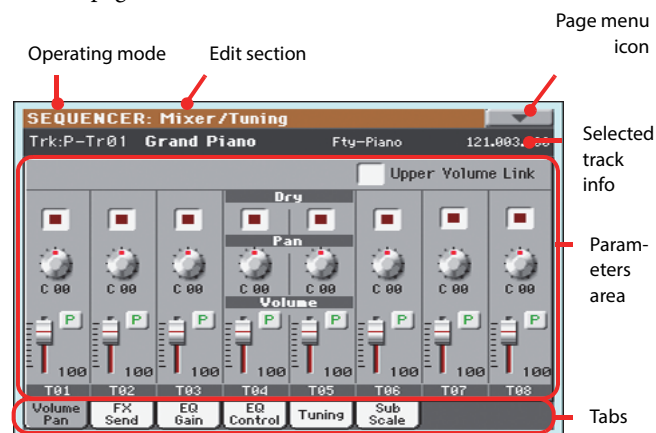 Page menu
icon
Operating mode
Edit section
SEQUENCER: Mixer/Tuning
Trk:P-Tr01 Grand Piano Fty-Piano
Selected
track
info
Upper Volume Link
Dry
Pan
C 00 C 00 C 00 C 00 C 00 C 00 C 00 C 00
Param-
eters
area
Volume
P P P P P P P P
100 100 100 100 100 100 100 100
T01 T02 T03 T04 T05 T06 T07 T08
Volume Pan
FX Send
EQ Gain
EQ Control
Tuning
Sub Scale
Tabs